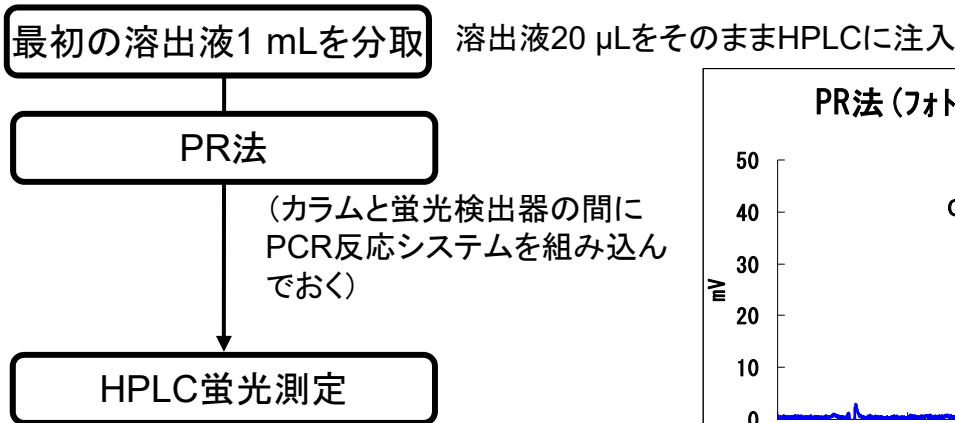 最初の溶出液1 mLを分取
溶出液20 μLをそのままHPLCに注入
PR法
(カラムと蛍光検出器の間に
PCR反応システムを組み込ん
でおく)
HPLC蛍光測定
PR法(フォト
50
40
30
mV
20
10
0